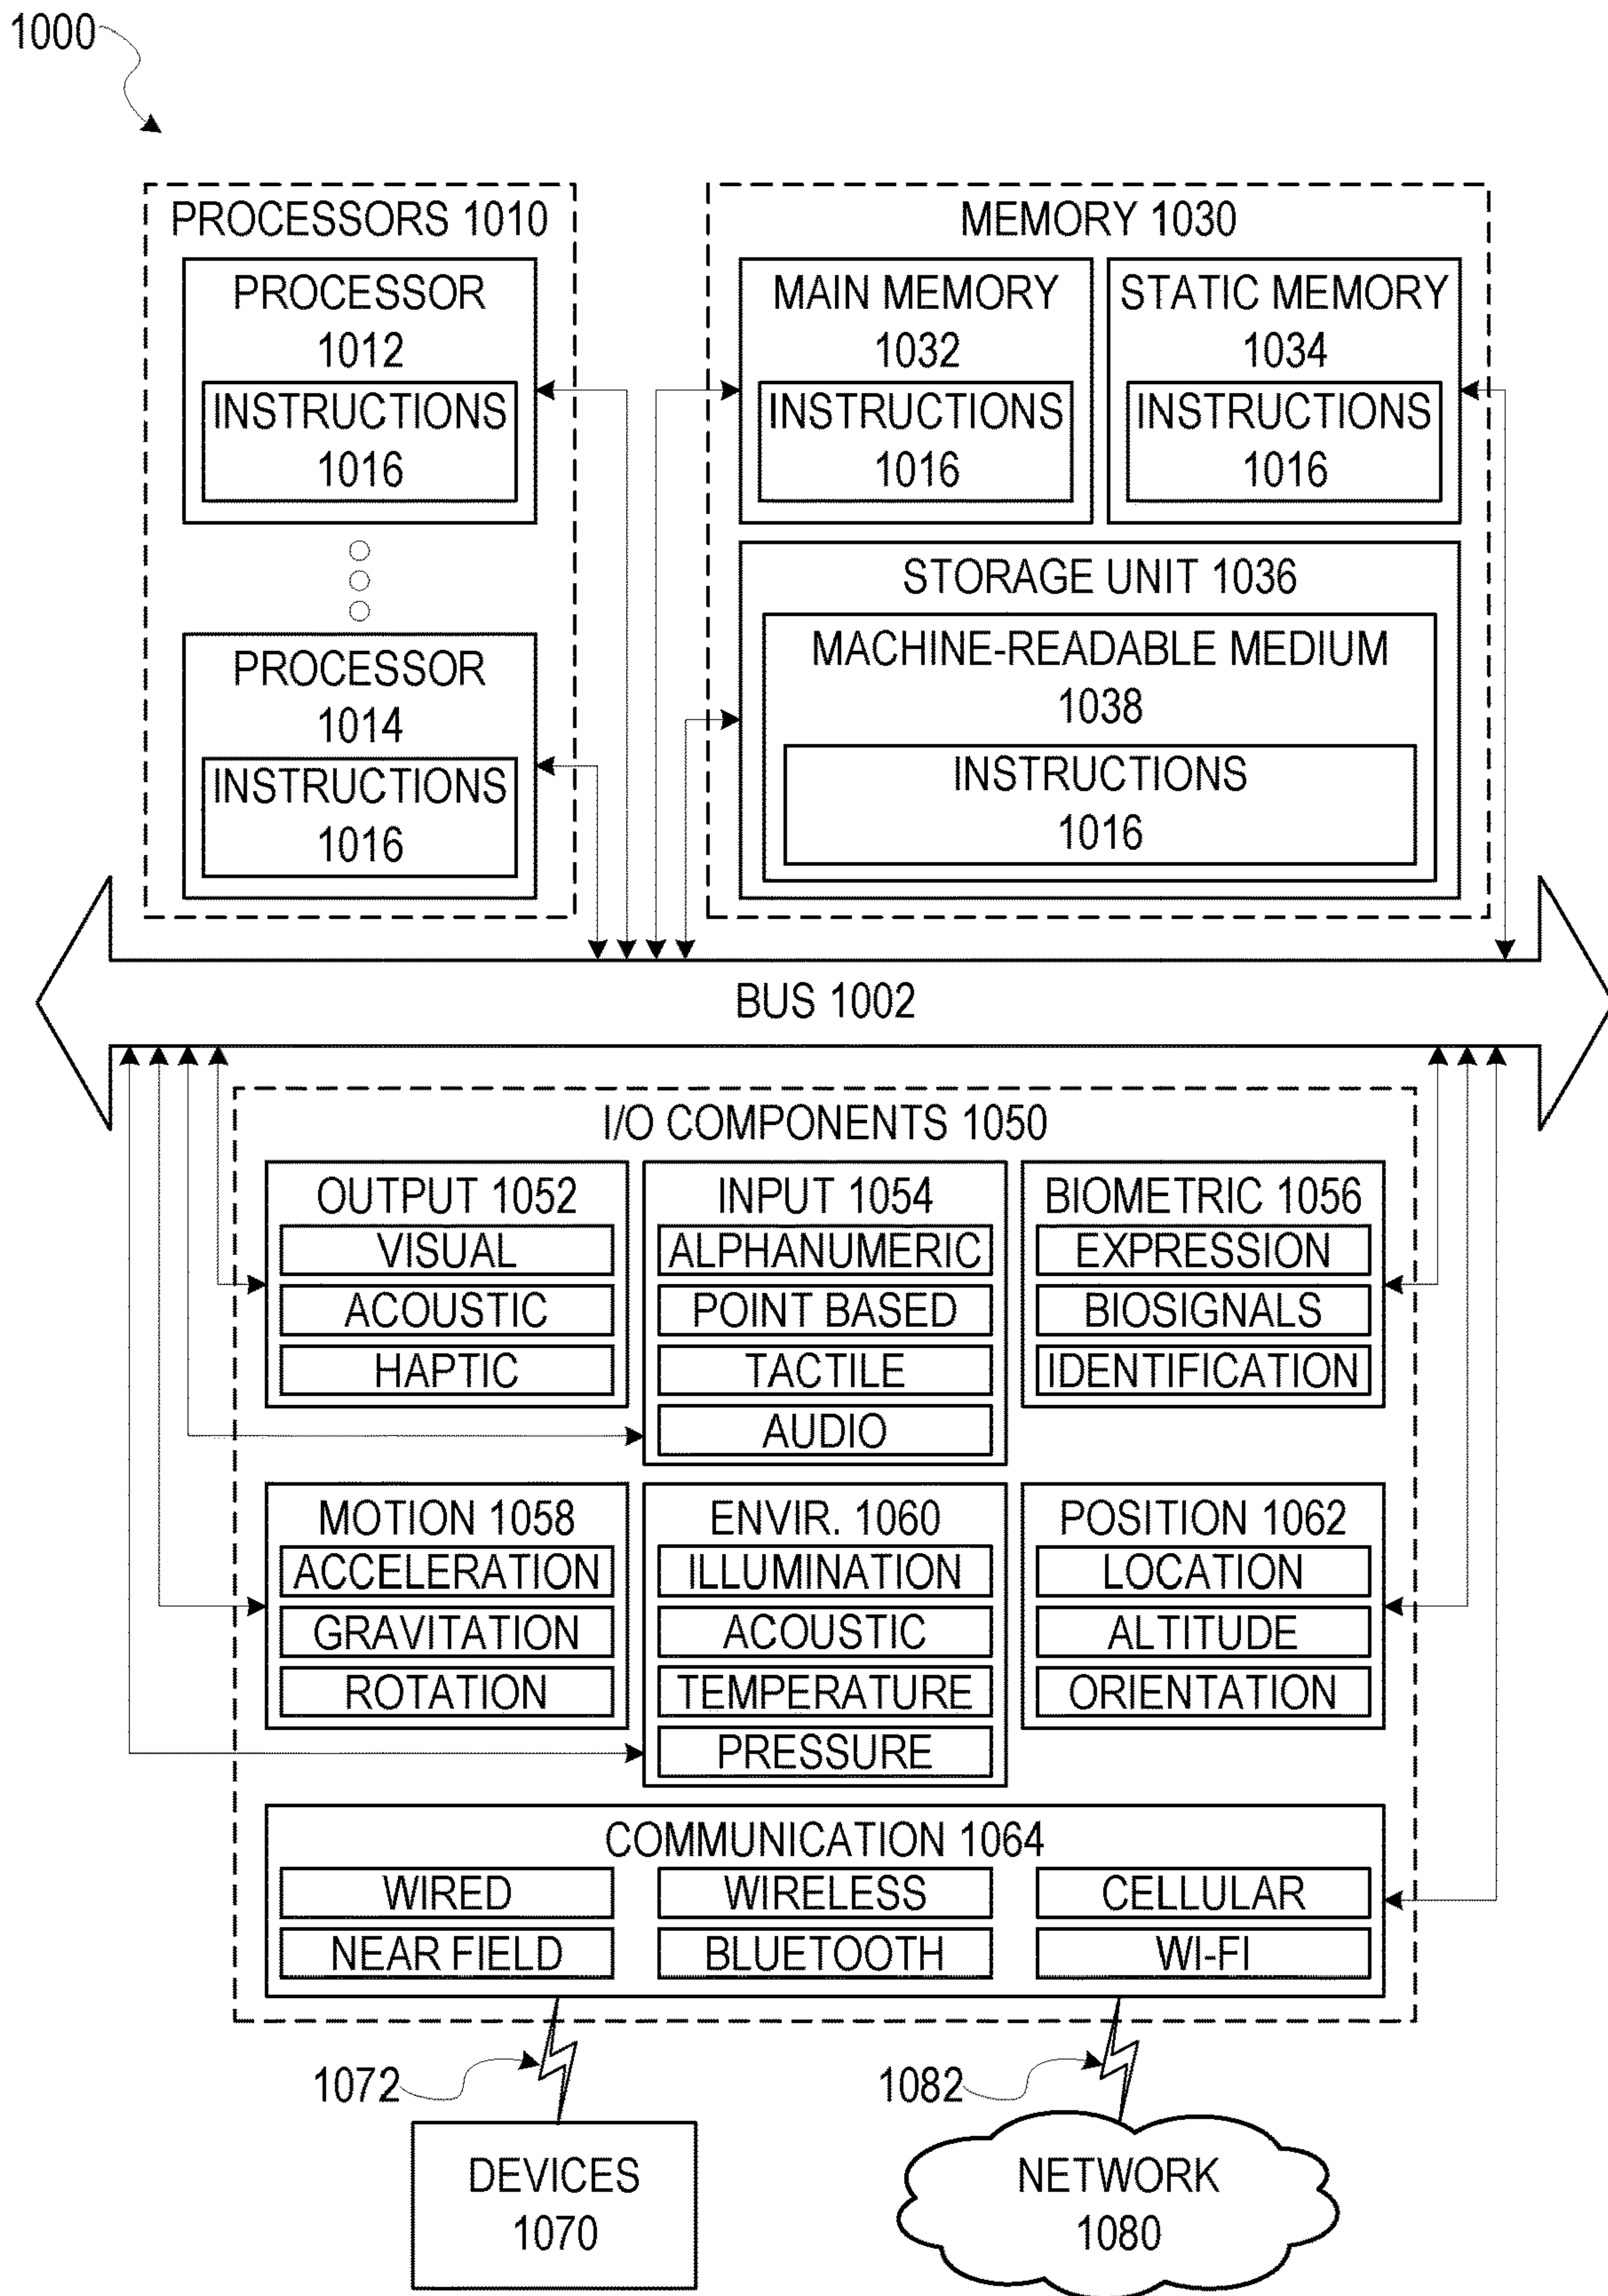 1000
PROCESSORS 1010
PROCESSOR
1012
INSTRUCTIONS
1016
PROCESSOR
1014
INSTRUCTIONS
1016
MEMORY 1030
MAIN MEMORY
1032
INSTRUCTIONS
1016
STATIC MEMORY
1034
INSTRUCTIONS
1016
STORAGE UNIT 1036
MACHINE-READABLE MEDIUM
1038
INSTRUCTIONS
1016
BUS 1002
I/O COMPONENTS 1050
OUTPUT 1052
VISUAL
ACOUSTIC
HAPTIC
INPUT 1054
ALPHANUMERIC
POINT BASED
TACTILE
AUDIO
BIOMETRIC 1056
EXPRESSION
BIOSIGNALS
IDENTIFICATION
MOTION 1058
ACCELERATION
GRAVITATION
ROTATION
ENVIR. 1060
ILLUMINATION
ACOUSTIC
TEMPERATURE
PRESSURE
POSITION 1062
LOCATION
ALTITUDE
ORIENTATION
COMMUNICATION 1064
WIRED
WIRELESS
CELLULAR
NEAR FIELD
BLUETOOTH
WI-FI
1072
1082
DEVICES
1070
NETWORK
1080